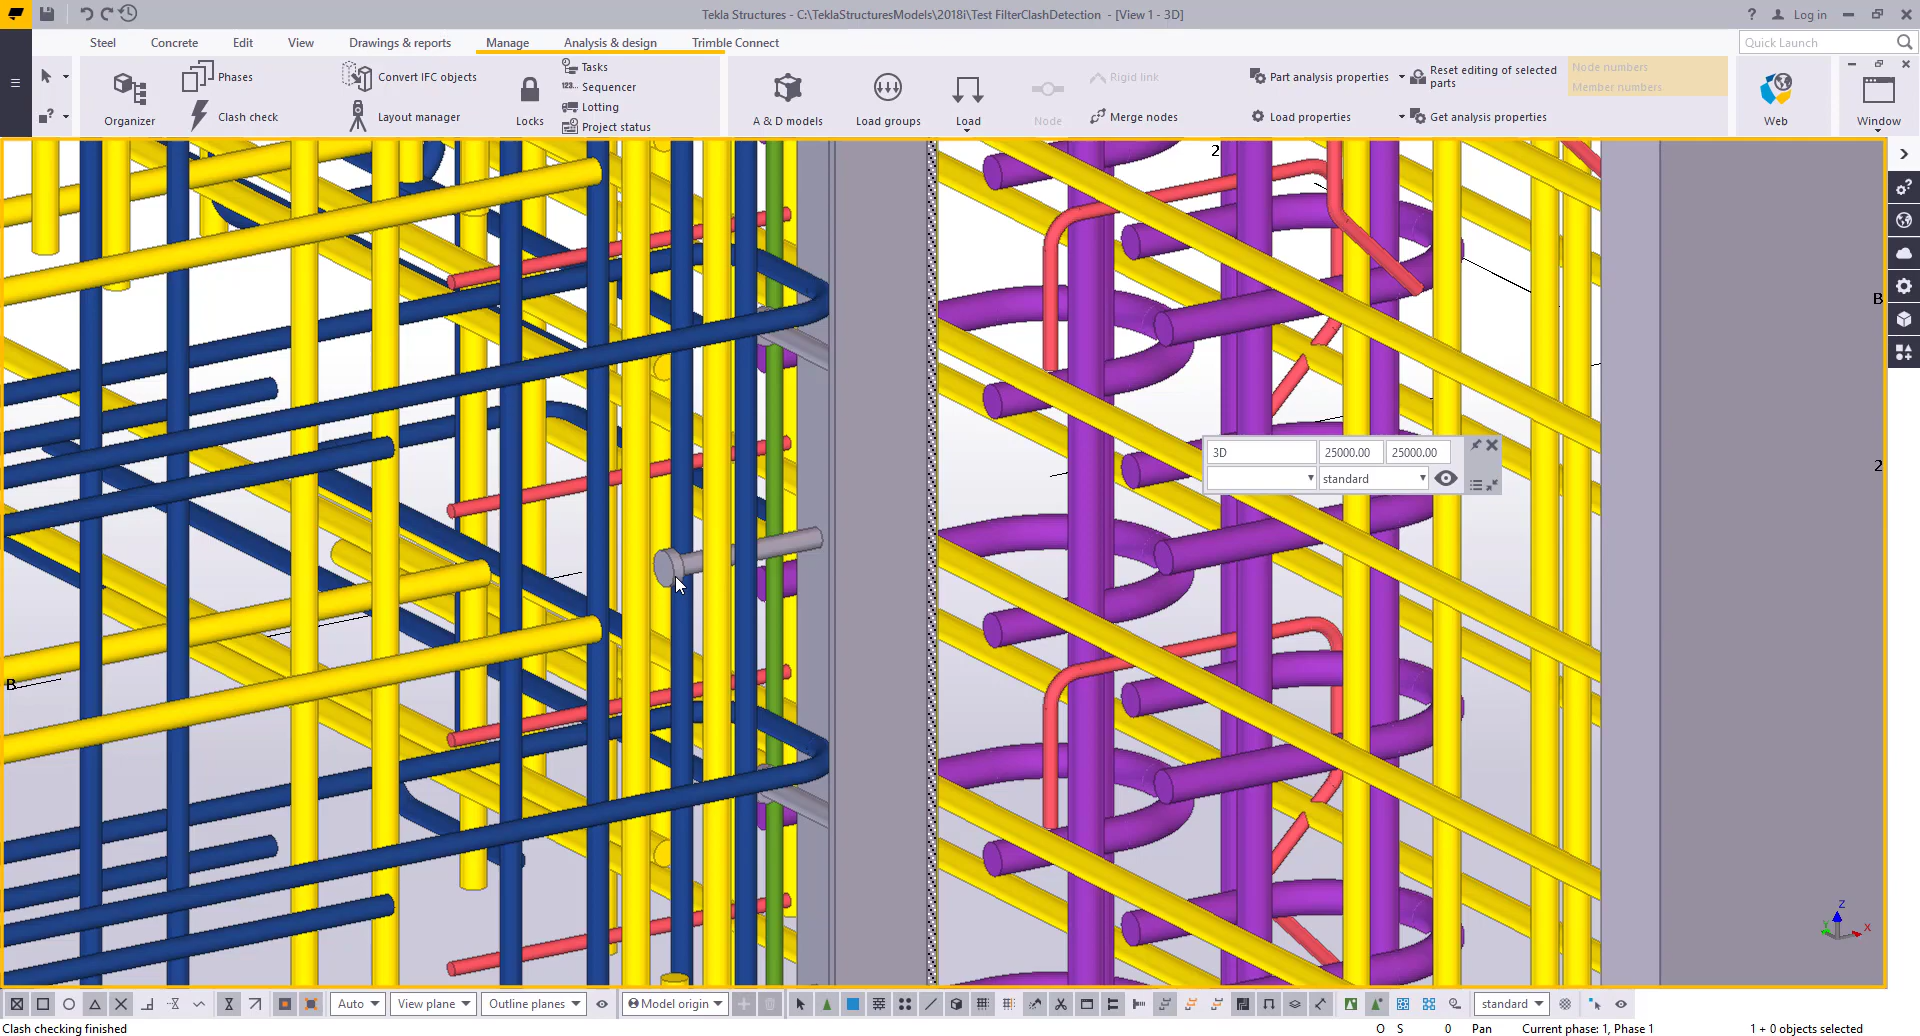 Tekla Structures - C:\TeklaStructuresModels\2018i\Test FilterClashDetection - [View 1 - 3D]
? Log in
Steel Concrete Edit View Drawings & reports Manage Analysis & design Trimble Connect
Quick Launch
Organizer
Phases
Clash check
Convert IFC objects
Layout manager
Locks
Tasks
123... Sequencer
Lotting
Project status
A & D models
Load groups
Load
Node
Rigid link
Merge nodes
Part analysis properties
Load properties
Reset editing of selected
parts
Get analysis properties
Node numbers
Member numbers
Web
Window
2
B
2
B
3D 25000.00 25000.00
standard
Z
Y
X
Auto View plane Outline planes Model origin standard
Clash checking finished O S 0 Pan Current phase: 1, Phase 1 1 + 0 objects selected